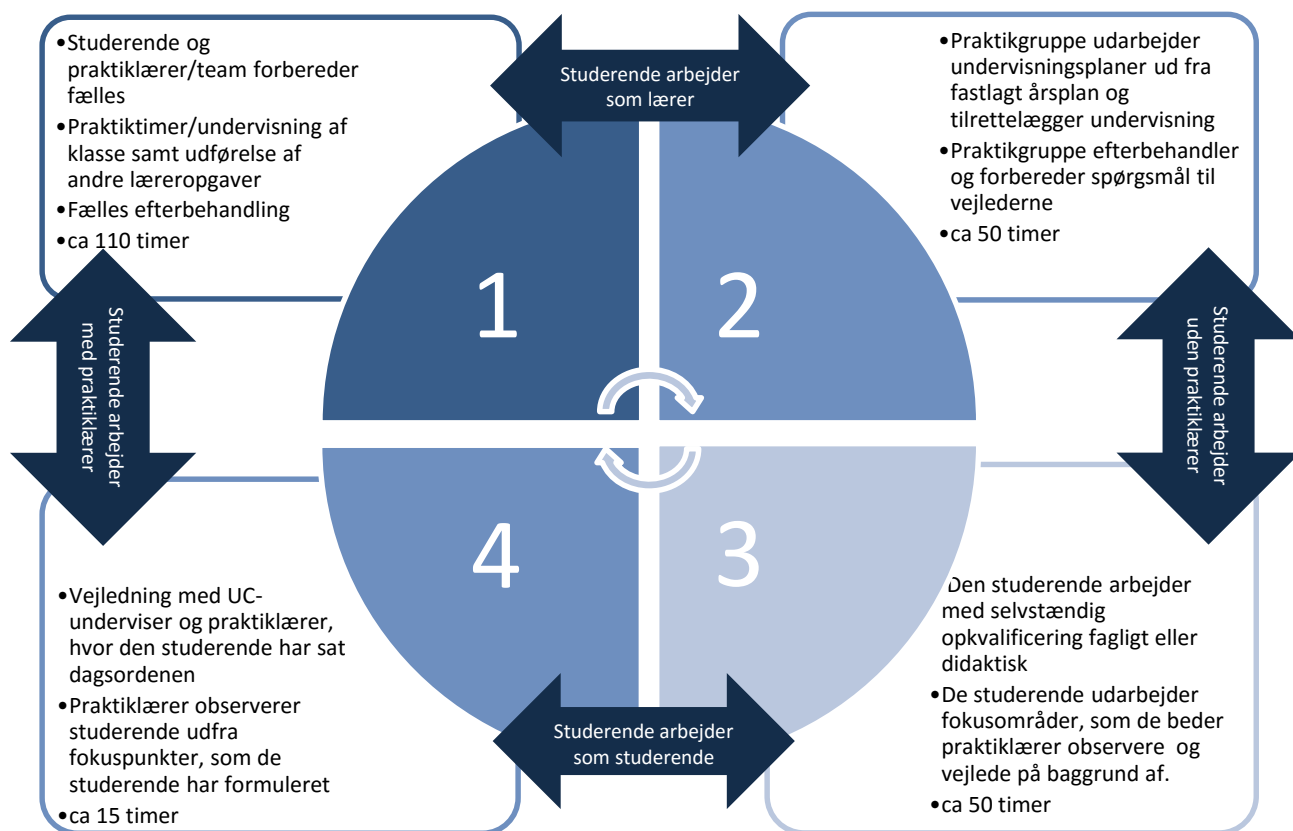 •Studerende og
praktiklærer/team forbereder
fælles
•Praktiktimer/undervisning af
klasse samt udførelse af
andre læreropgaver
•Fælles efterbehandling
•ca 110 timer
Studerende arbejder
som lærer
•Praktikgruppe udarbejder
undervisningsplaner ud fra
fastlagt årsplan og
tilrettelægger undervisning
•Praktikgruppe efterbehandler
og forbereder spørgsmål til
vejlederne
•ca 50 timer
1
2
Studerende arbejder
med praktiklærer
Studerende arbejder
uden praktiklærer
4
3
•Vejledning med UC-
underviser og praktiklærer,
hvor den studerende har sat
dagsordenen
•Praktiklærer observerer
studerende udfra
fokuspunkter, som de
studerende har formuleret
•ca 15 timer
Studerende arbejder
som studerende
Den studerende arbejder
med selvstændig
opkvalificering fagligt eller
didaktisk
•De studerende udarbejder
fokusområder, som de beder
praktiklærer observere og
vejlede på baggrund af.
•ca 50 timer